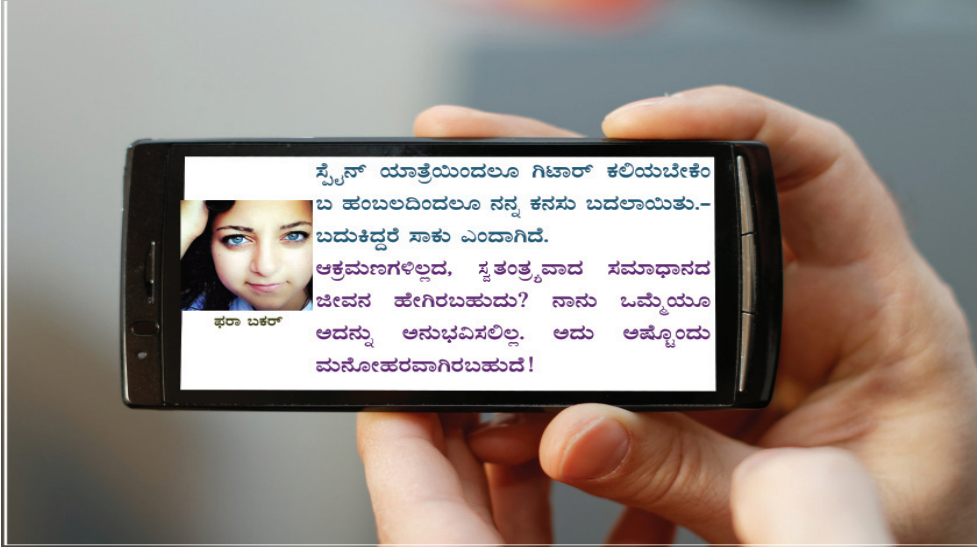 ಸ್ಪೈನ್ ಯಾತ್ರೆಯಿಂದಲೂ ಗಿಟಾರ್ ಕಲಿಯಬೇಕೆಂ
ಬ ಹಂಬಲದಿಂದಲೂ ನನ್ನ ಕನಸು ಬದಲಾಯಿತು.-
ಬದುಕಿದ್ದರೆ ಸಾಕು ಎಂದಾಗಿದೆ.
ಆಕ್ರಮಣಗಳಿಲ್ಲದ, ಸ್ವತಂತ್ರ್ಯವಾದ ಸಮಾಧಾನದ
ಜೀವನ ಹೇಗಿರಬಹುದು? ನಾನು ಒಮ್ಮೆಯೂ
ಅದನ್ನು ಅನುಭವಿಸಲಿಲ್ಲ. ಅದು ಅಷ್ಟೊಂದು
ಮನೋಹರವಾಗಿರಬಹುದೆ!
ಫರಾ ಬಕರ್